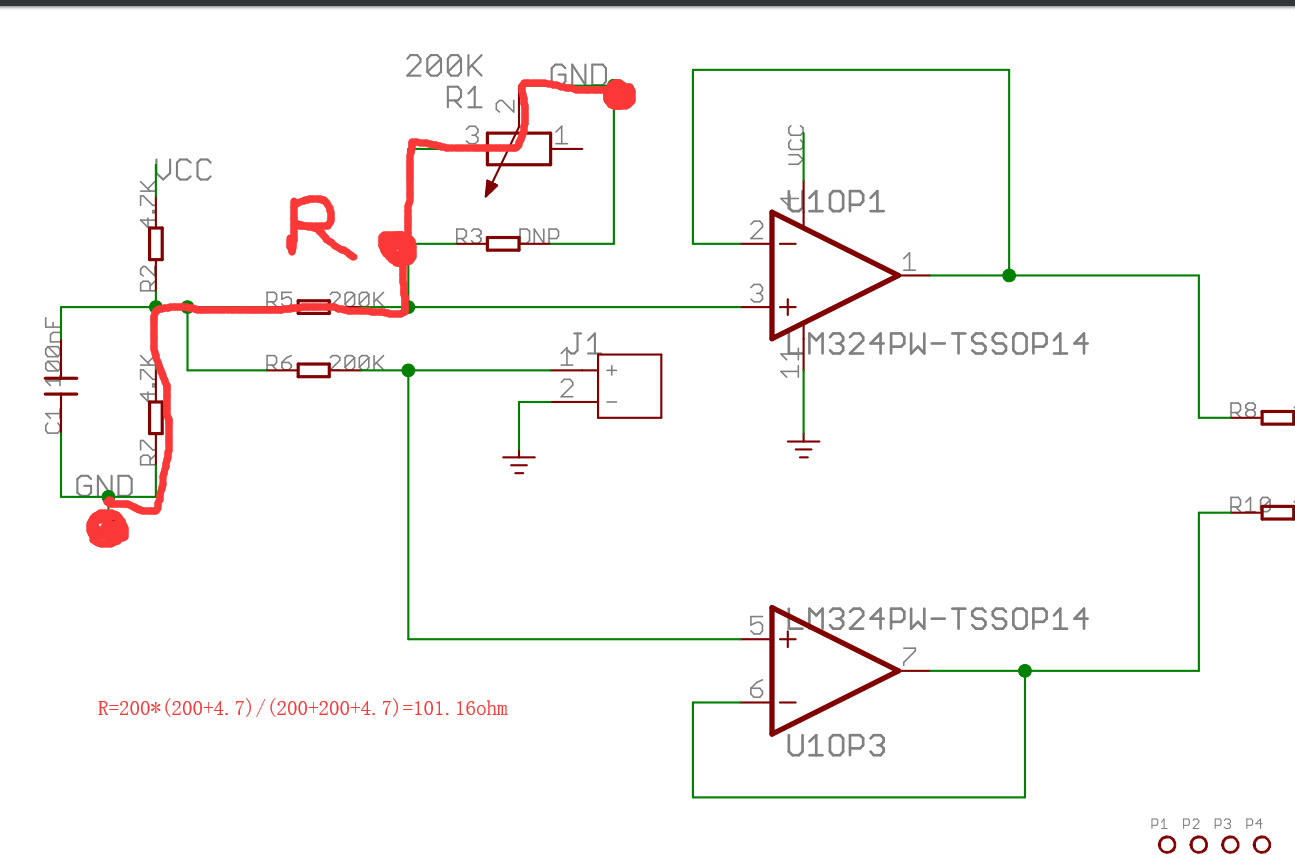 200K
GND
R1
2
3
1
VCC
4.7K
R2
R
R3
DNP
R5
200K
R6
200K
100nF
C1
4.7K
R7
GND
J1
1
+
2
-
VCC
4
U1OP1
2
-
1
3
+
LM324PW-TSSOP14
11
R8
R10
LM324PW-TSSOP14
5
+
7
6
-
U1OP3
R=200*(200+4.7)/(200+200+4.7)=101.16ohm
P1 P2 P3 P4